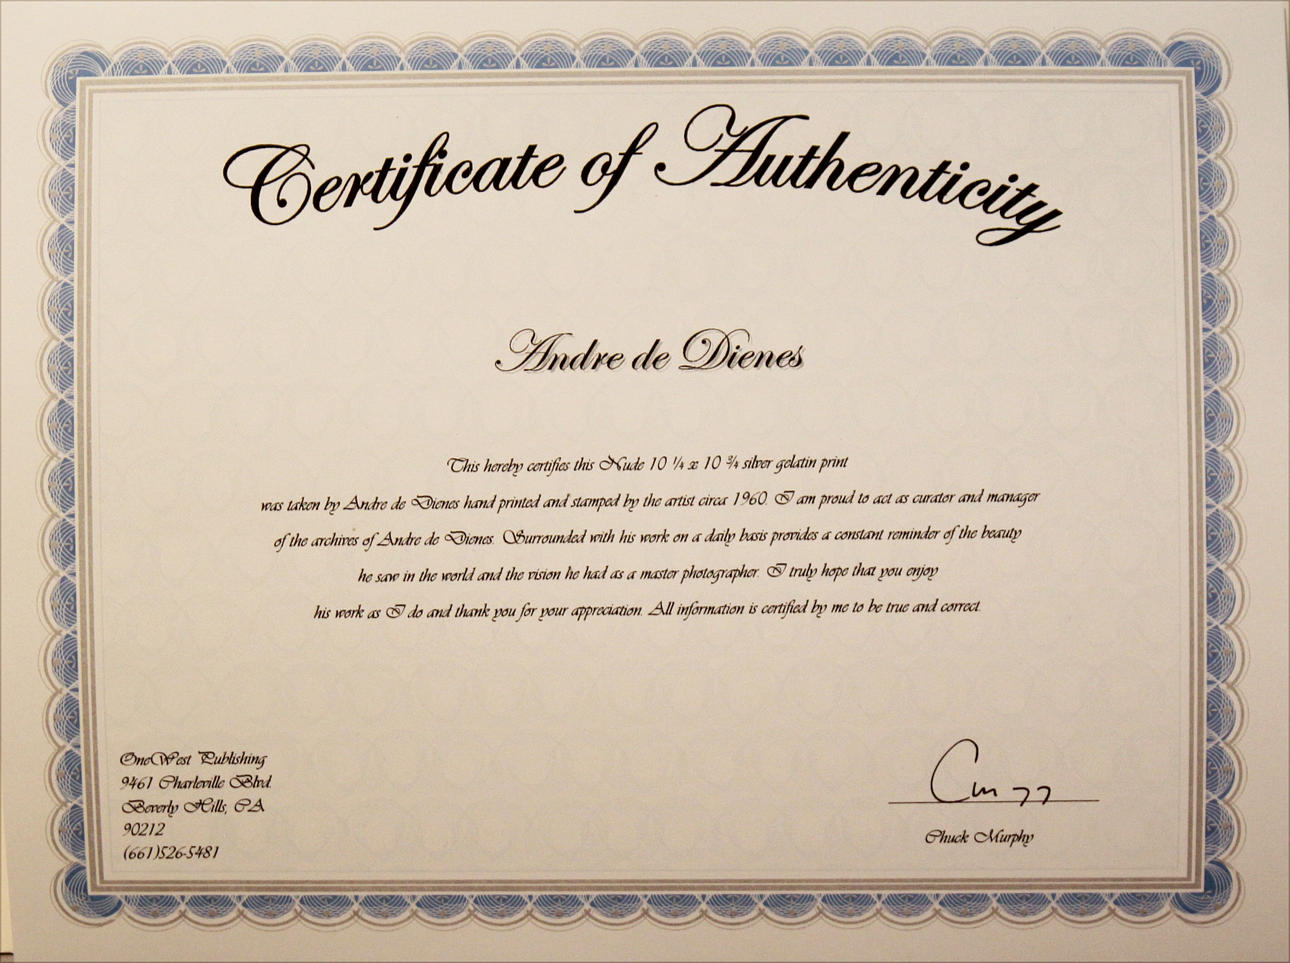 Certificate of Authenticity
Andre de Dienes
This hereby certifies this Nude 10 ¼ x 10 ¾ silver gelatin print
was taken by Andre de Dienes hand printed and stamped by the artist circa 1960. I am proud to act as curator and manager
of the archives of Andre de Dienes. Surrounded with his work on a daily basis provides a constant reminder of the beauty
he saw in the world and the vision he had as a master photographer. I truly hope that you enjoy
his work as I do and thank you for your appreciation. All information is certified by me to be true and correct.
OneWest Publishing
9461 Charleville Blvd.
Beverly Hills, CA
90212
(661)526-5481
Chuck Murphy